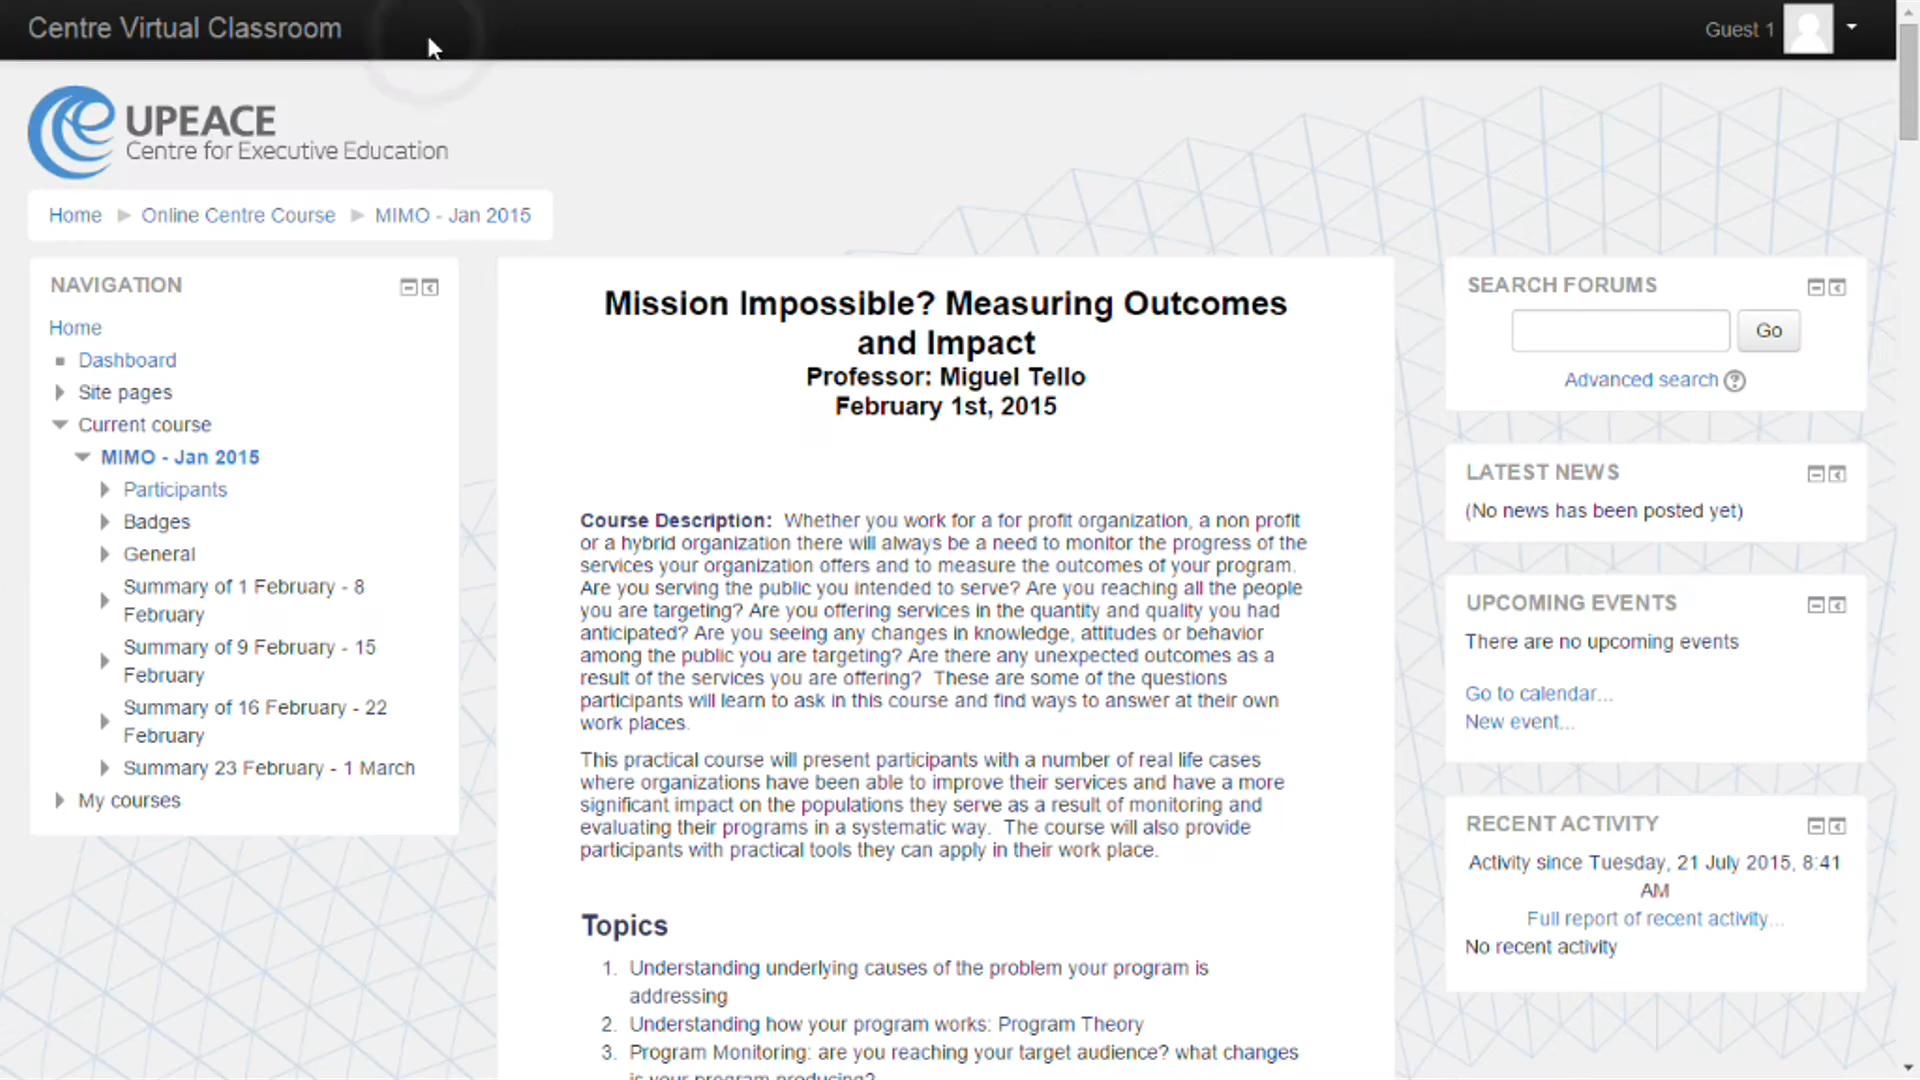 Centre Virtual Classroom
Guest 1
UPEACE
Centre for Executive Education
Home Online Centre Course MIMO - Jan 2015
NAVIGATION
Home
Dashboard
Site pages
Current course
MIMO - Jan 2015
Participants
Badges
General
Summary of 1 February - 8
February
Summary of 9 February - 15
February
Summary of 16 February - 22
February
Summary 23 February - 1 March
My courses
Mission Impossible? Measuring Outcomes
and Impact
Professor: Miguel Tello
February 1st, 2015
Course Description: Whether you work for a for profit organization, a non profit
or a hybrid organization there will always be a need to monitor the progress of the
services your organization offers and to measure the outcomes of your program.
Are you serving the public you intended to serve? Are you reaching all the people
you are targeting? Are you offering services in the quantity and quality you had
anticipated? Are you seeing any changes in knowledge, attitudes or behavior
among the public you are targeting? Are there any unexpected outcomes as a
result of the services you are offering? These are some of the questions
participants will learn to ask in this course and find ways to answer at their own
work places.
This practical course will present participants with a number of real life cases
where organizations have been able to improve their services and have a more
significant impact on the populations they serve as a result of monitoring and
evaluating their programs in a systematic way. The course will also provide
participants with practical tools they can apply in their work place.
Topics
1. Understanding underlying causes of the problem your program is
addressing
2. Understanding how your program works: Program Theory
3. Program Monitoring: are you reaching your target audience? what changes
is your program producing?
SEARCH FORUMS
Go
Advanced search ?
LATEST NEWS
(No news has been posted yet)
UPCOMING EVENTS
There are no upcoming events
Go to calendar...
New event...
RECENT ACTIVITY
Activity since Tuesday, 21 July 2015, 8:41
AM
Full report of recent activity...
No recent activity